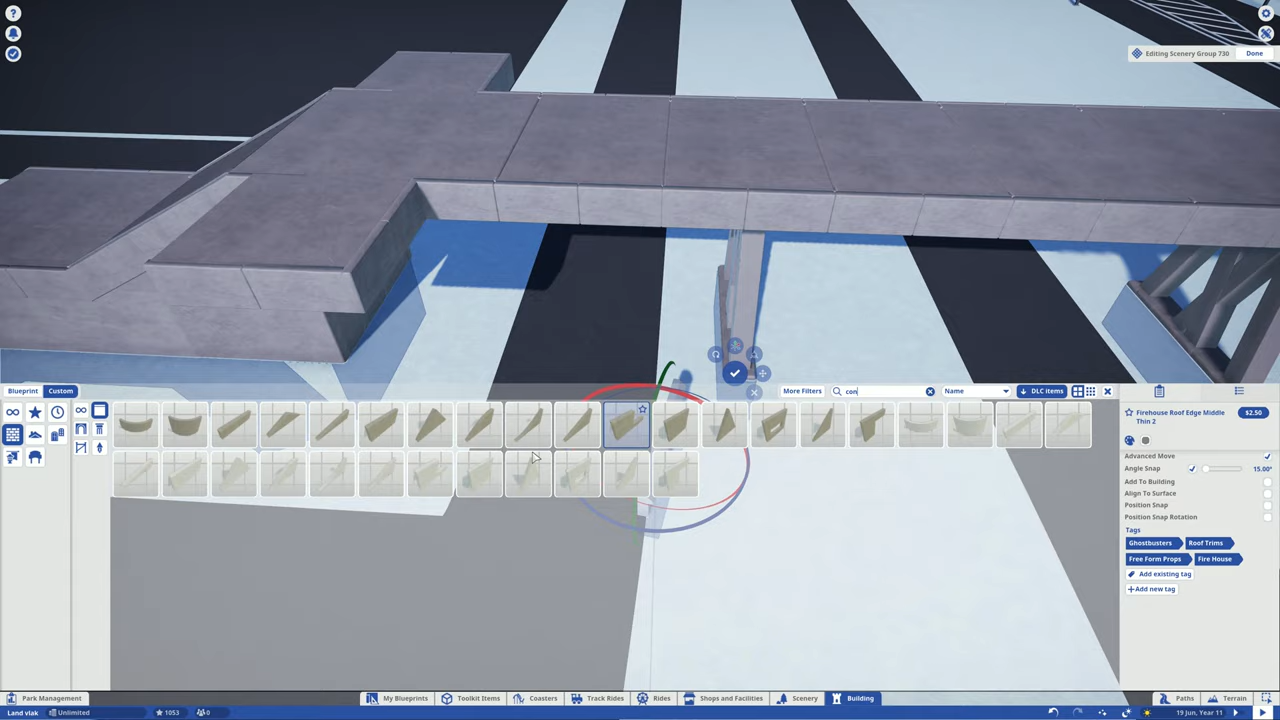 ?
Editing Scenery Group 730
Done
Blueprint
Custom
More Filters
con
Name
DLC items
Firehouse Roof Edge Middle
Thin 2
$2.50
Advanced Move
Angle Snap
15.00°
Add To Building
Align To Surface
Position Snap
Position Snap Rotation
Tags
Ghostbusters
Roof Trims
Free Form Props
Fire House
Add existing tag
+Add new tag
Park Management
My Blueprints
Toolkit Items
Coasters
Track Rides
Rides
Shops and Facilities
Scenery
Building
Paths
Terrain
Land vlak
Unlimited
1053
0
19 Jun, Year 11